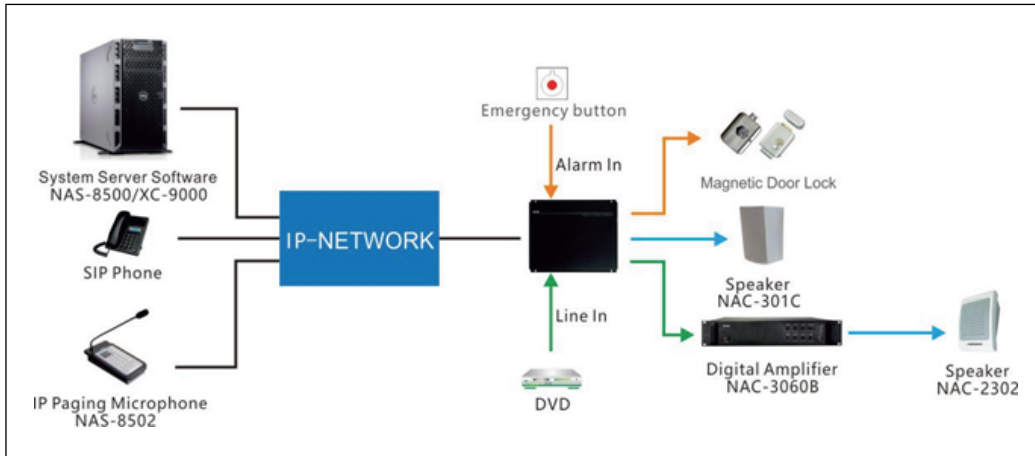 System Server Software
NAS-8500/XC-9000
SIP Phone
IP Paging Microphone
NAS-8502
IP-NETWORK
Emergency button
Alarm In
Line In
DVD
Magnetic Door Lock
Speaker
NAC-301C
Digital Amplifier
NAC-3060B
Speaker
NAC-2302